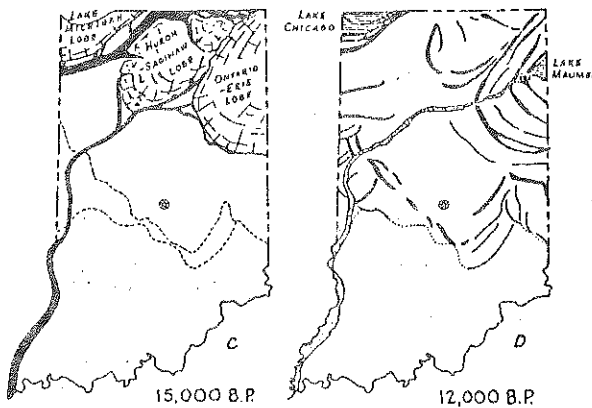 LAKE
MICHIGAN
LOBE
HURON
SAGINAW
LOBE
ONTARIO
-ERIE
LOBE
C
15,000 B.P.
LAKE
CHICAGO
LAKE
MAUMEE
D
12,000 B.P.